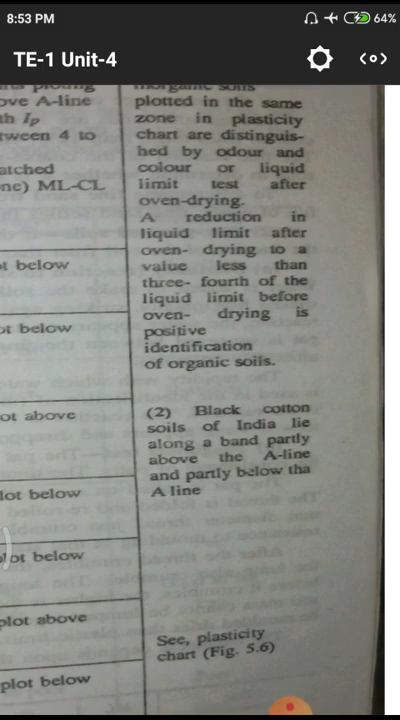 8:53 PM
64%
TE-1 Unit-4
inorganic soils
ove A-line
plotted in the same
th Ip
zone in plasticity
tween 4 to
chart are distinguis-
hed by odour and
atched
colour or liquid
ne) ML-CL
limit test after
oven-drying.
A reduction in
liquid limit after
oven- drying to a
ot below
value less than
three- fourth of the
liquid limit before
ot below
oven- drying is
positive
identification
of organic soils.
ot above
(2) Black cotton
soils of India lie
along a band partly
above the A-line
and partly below tha
lot below
A line
lot below
plot above
See, plasticity
chart (Fig. 5.6)
plot below